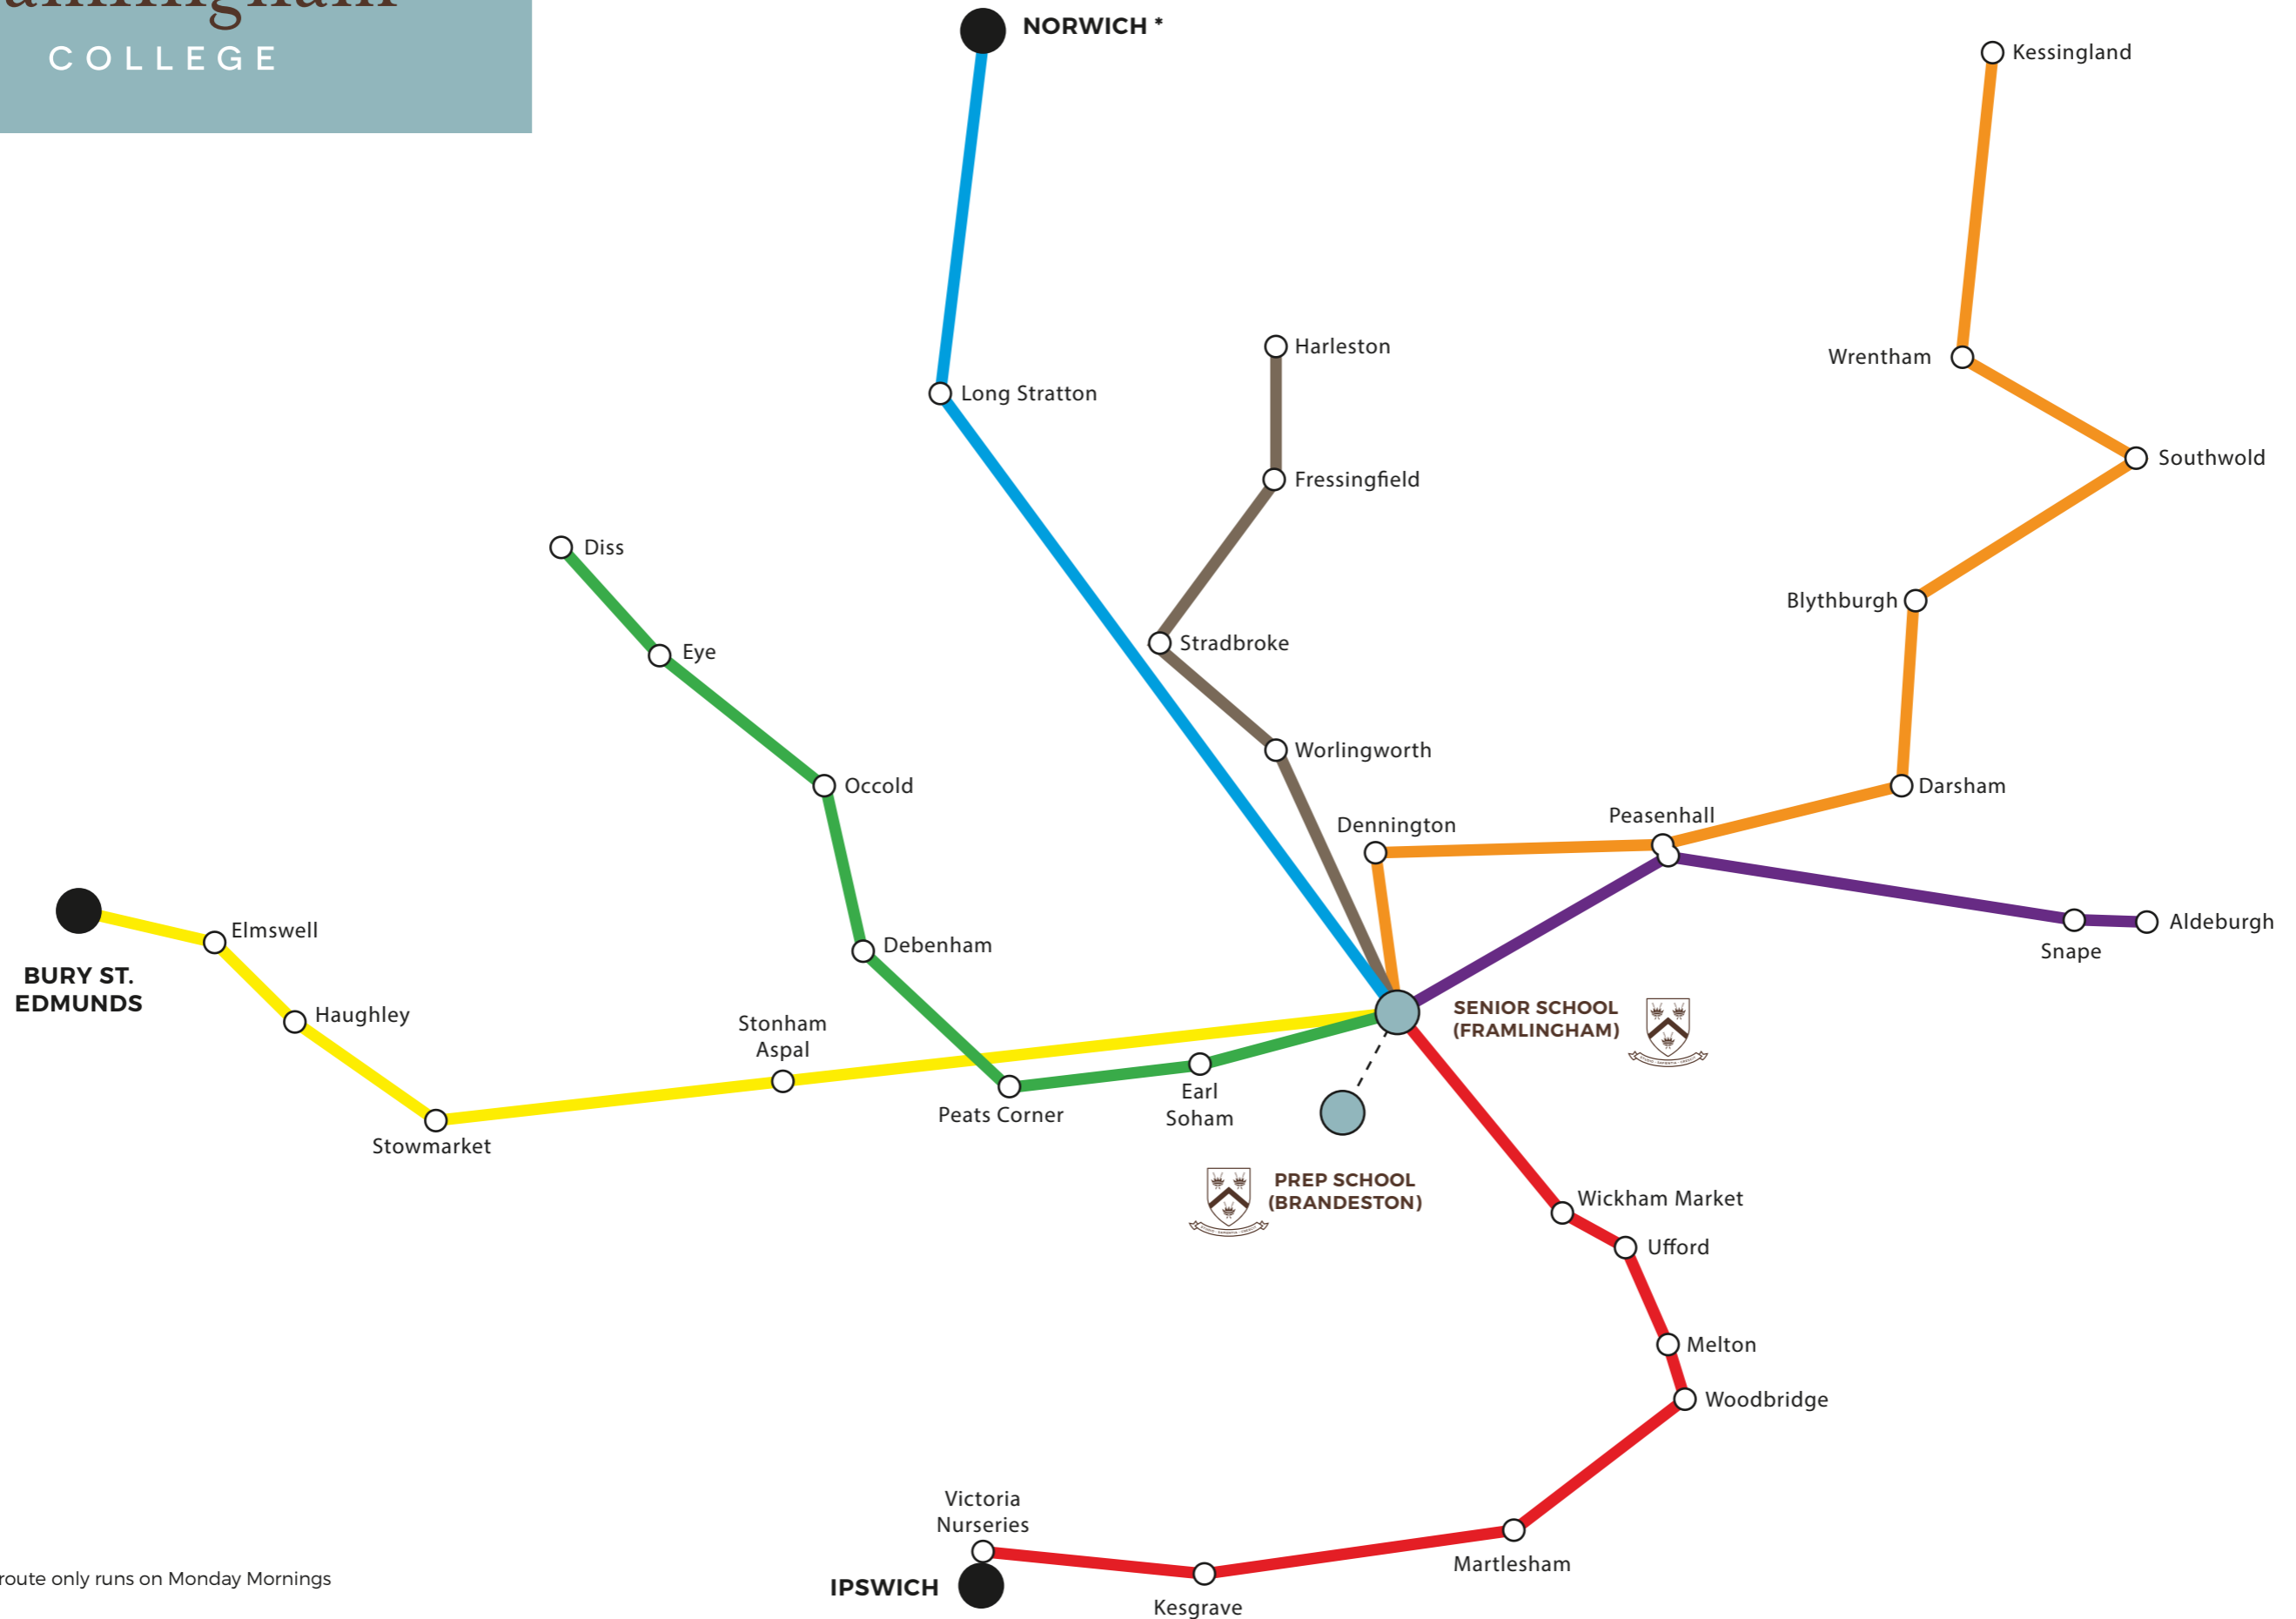 COLLEGE
NORWICH *
Kessingland
Harleston
Wrentham
Long Stratton
Southwold
Fressingfield
Diss
Blythburgh
Stradbroke
Eye
Worlingworth
Occold
Darsham
Peasenhall
Dennington
Elmswell
Debenham
Aldeburgh
Snape
BURY ST.
EDMUNDS
Haughley
SENIOR SCHOOL
(FRAMLINGHAM)
Stonham
Aspal
Earl
Soham
Peats Corner
Stowmarket
PREP SCHOOL
(BRANDESTON)
Wickham Market
Ufford
Melton
Woodbridge
Victoria
Nurseries
Martlesham
IPSWICH
Kesgrave
route only runs on Monday Mornings